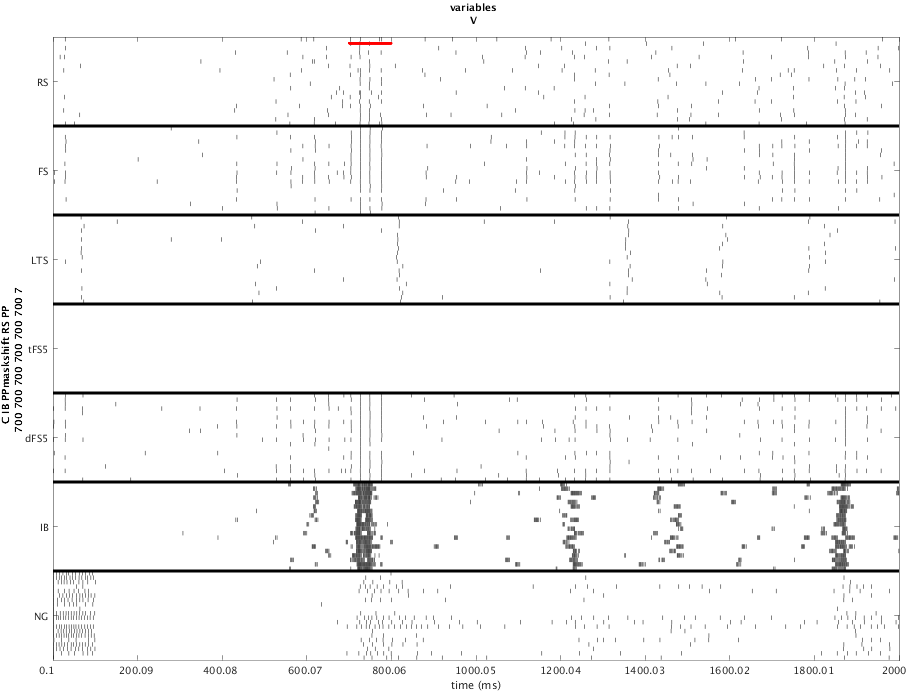 variables
V
RS
FS
LTS
tFS5
dFS5
IB
NG
C IB PPmaskshift RS PP
700 700 700 700 700 700 7
0.1 200.09 400.08 600.07 800.06 1000.05 1200.04 1400.03 1600.02 1800.01 2000
time (ms)